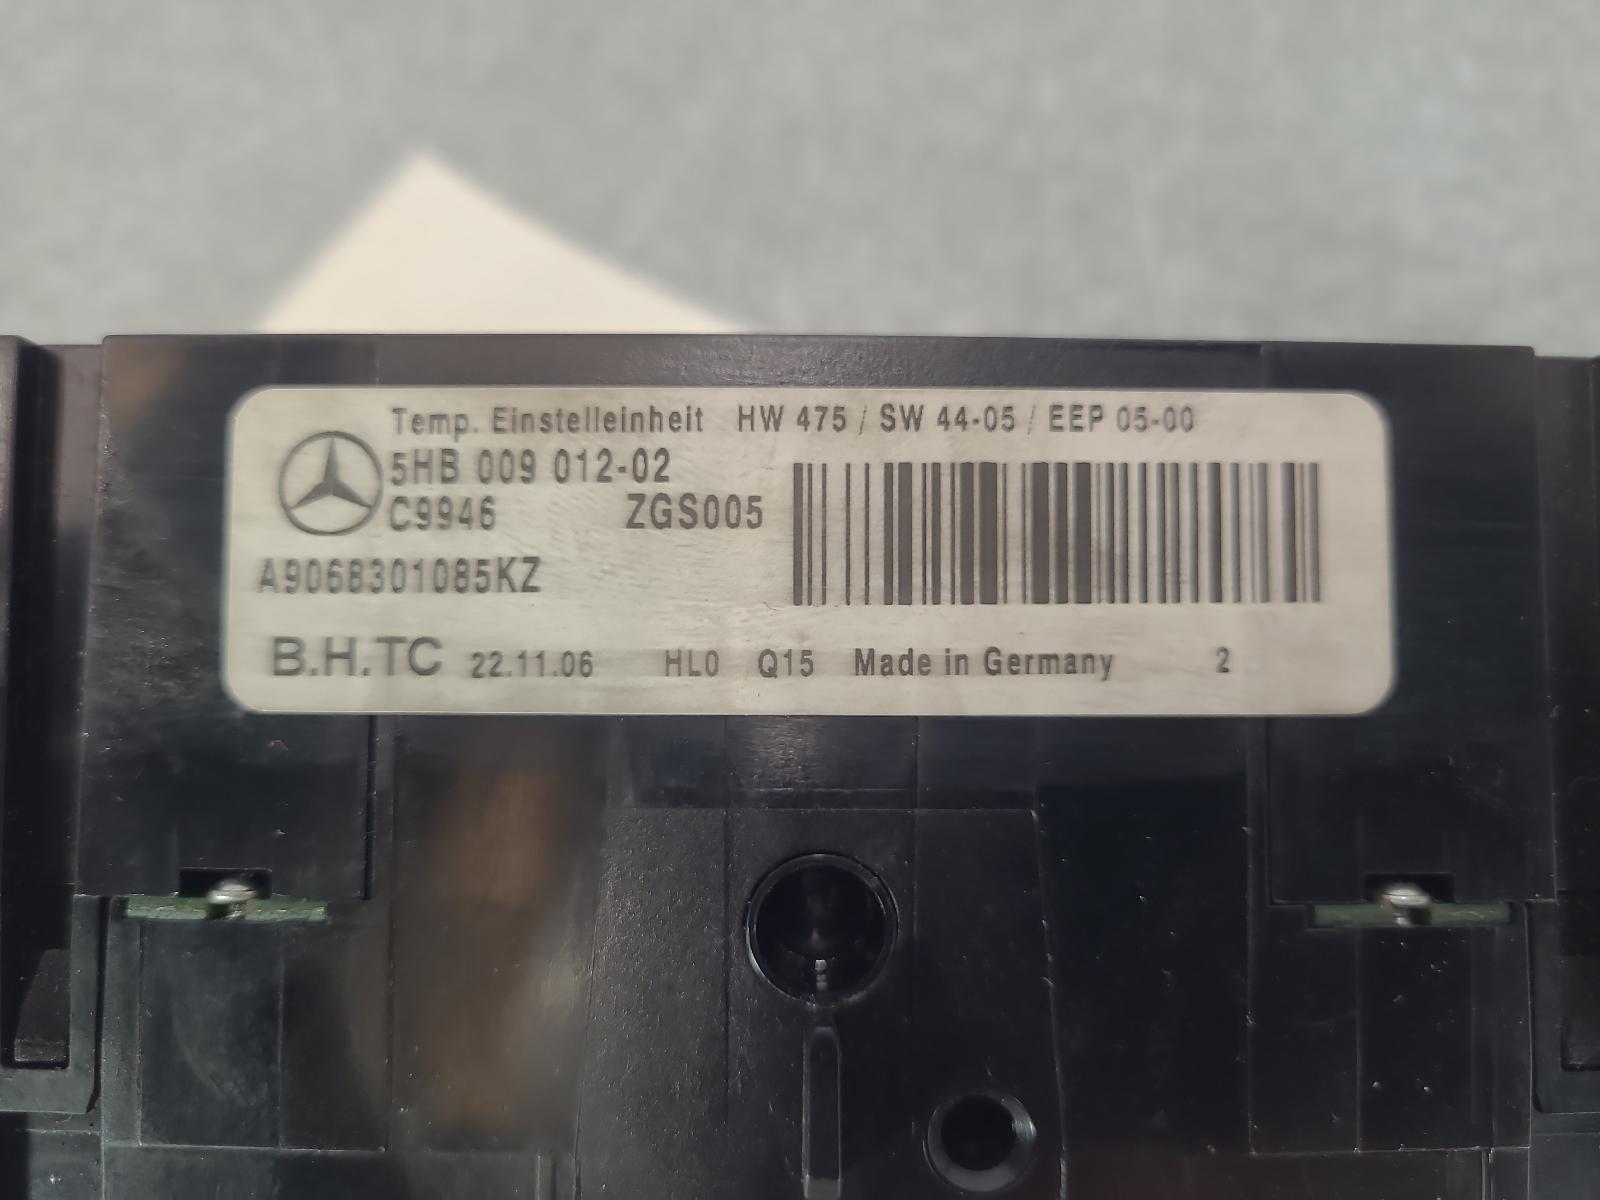 Temp. Einstelleinheit HW 475 / SW 44-05 / EEP 05-00
5HB 009 012-02
C9946 ZGS005
A9068301085KZ
B.H.TC 22.11.06 HL0 Q15 Made in Germany 2